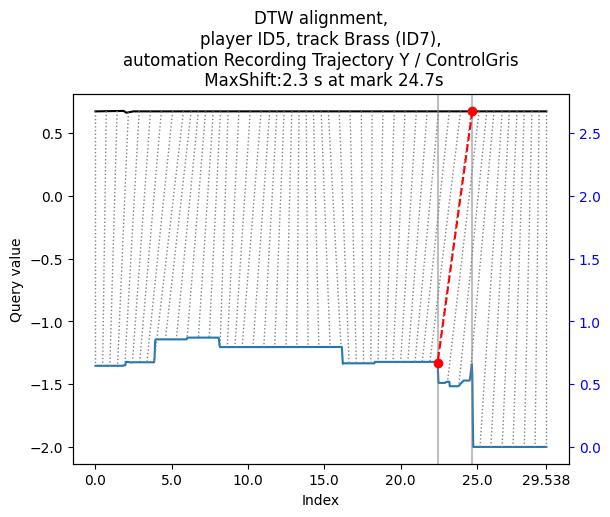 DTW alignment,
player ID5, track Brass (ID7),
automation Recording Trajectory Y / ControlGris
MaxShift:2.3 s at mark 24.7s
0.5
0.0
−0.5
−1.0
−1.5
−2.0
Query value
2.5
2.0
1.5
1.0
0.5
0.0
0.0 5.0 10.0 15.0 20.0 25.0 29.538
Index